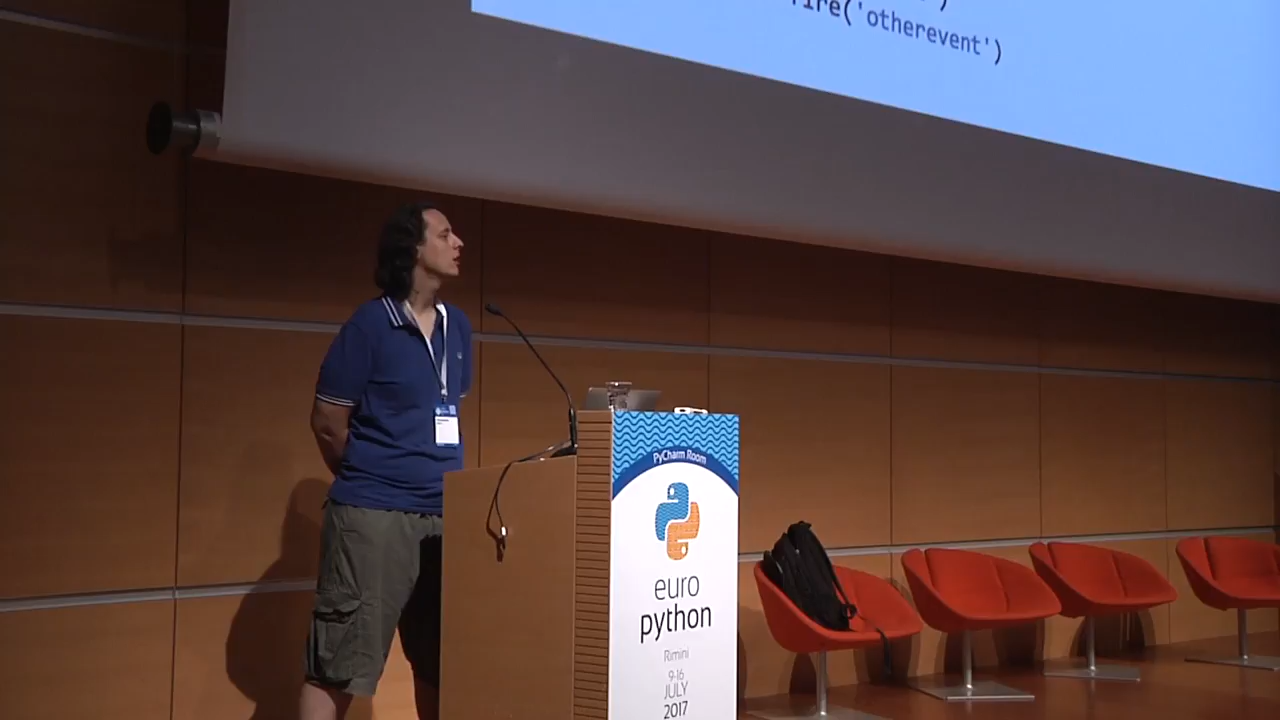 fire('otherevent')
PyCharm Room
euro
python
Rimini
9-16
JULY
2017